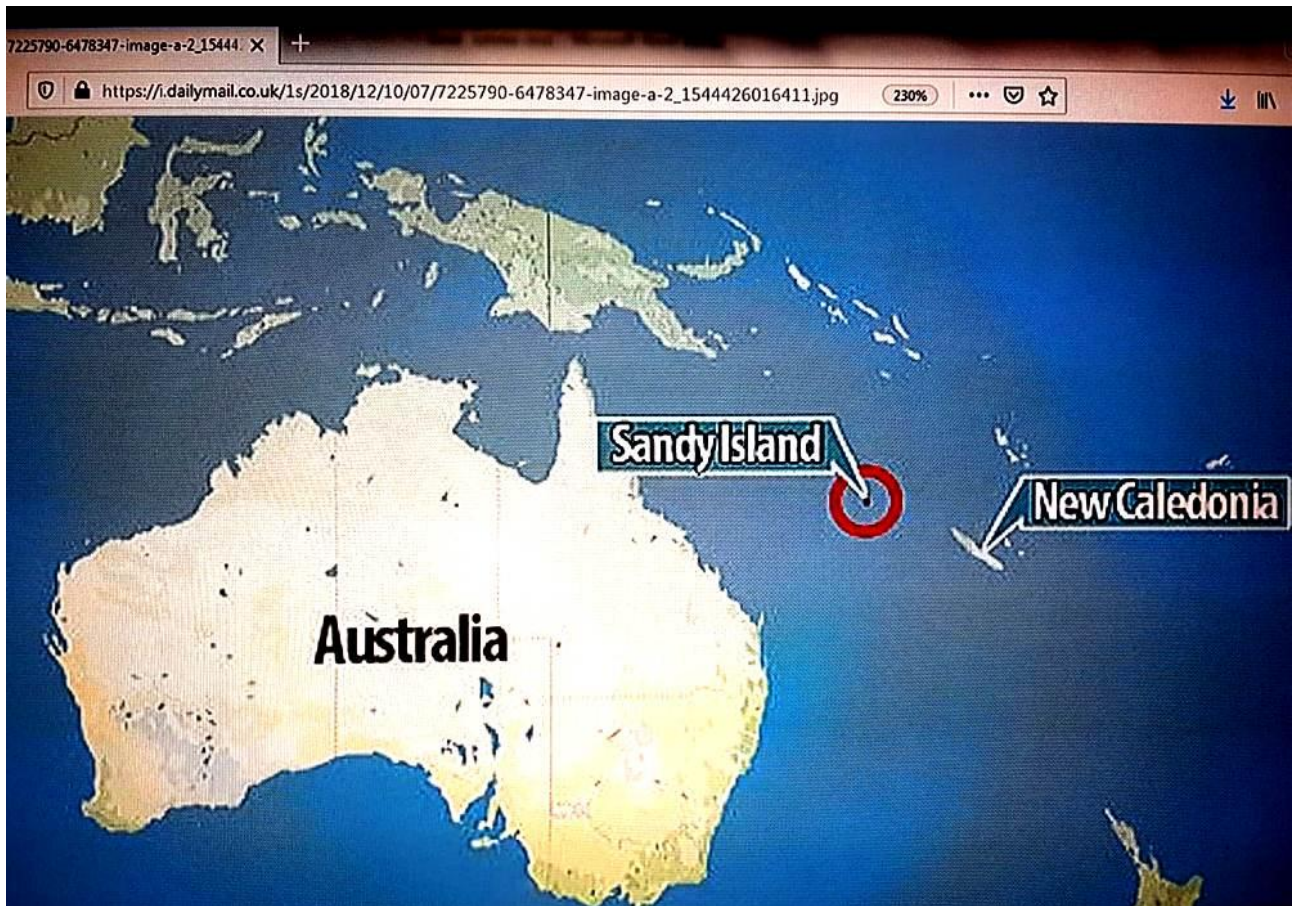 7225790-6478347-image-a-2_15444
https://i.dailymail.co.uk/1s/2018/12/10/07/7225790-6478347-image-a-2_1544426016411.jpg
230%
Sandy Island
New Caledonia
Australia